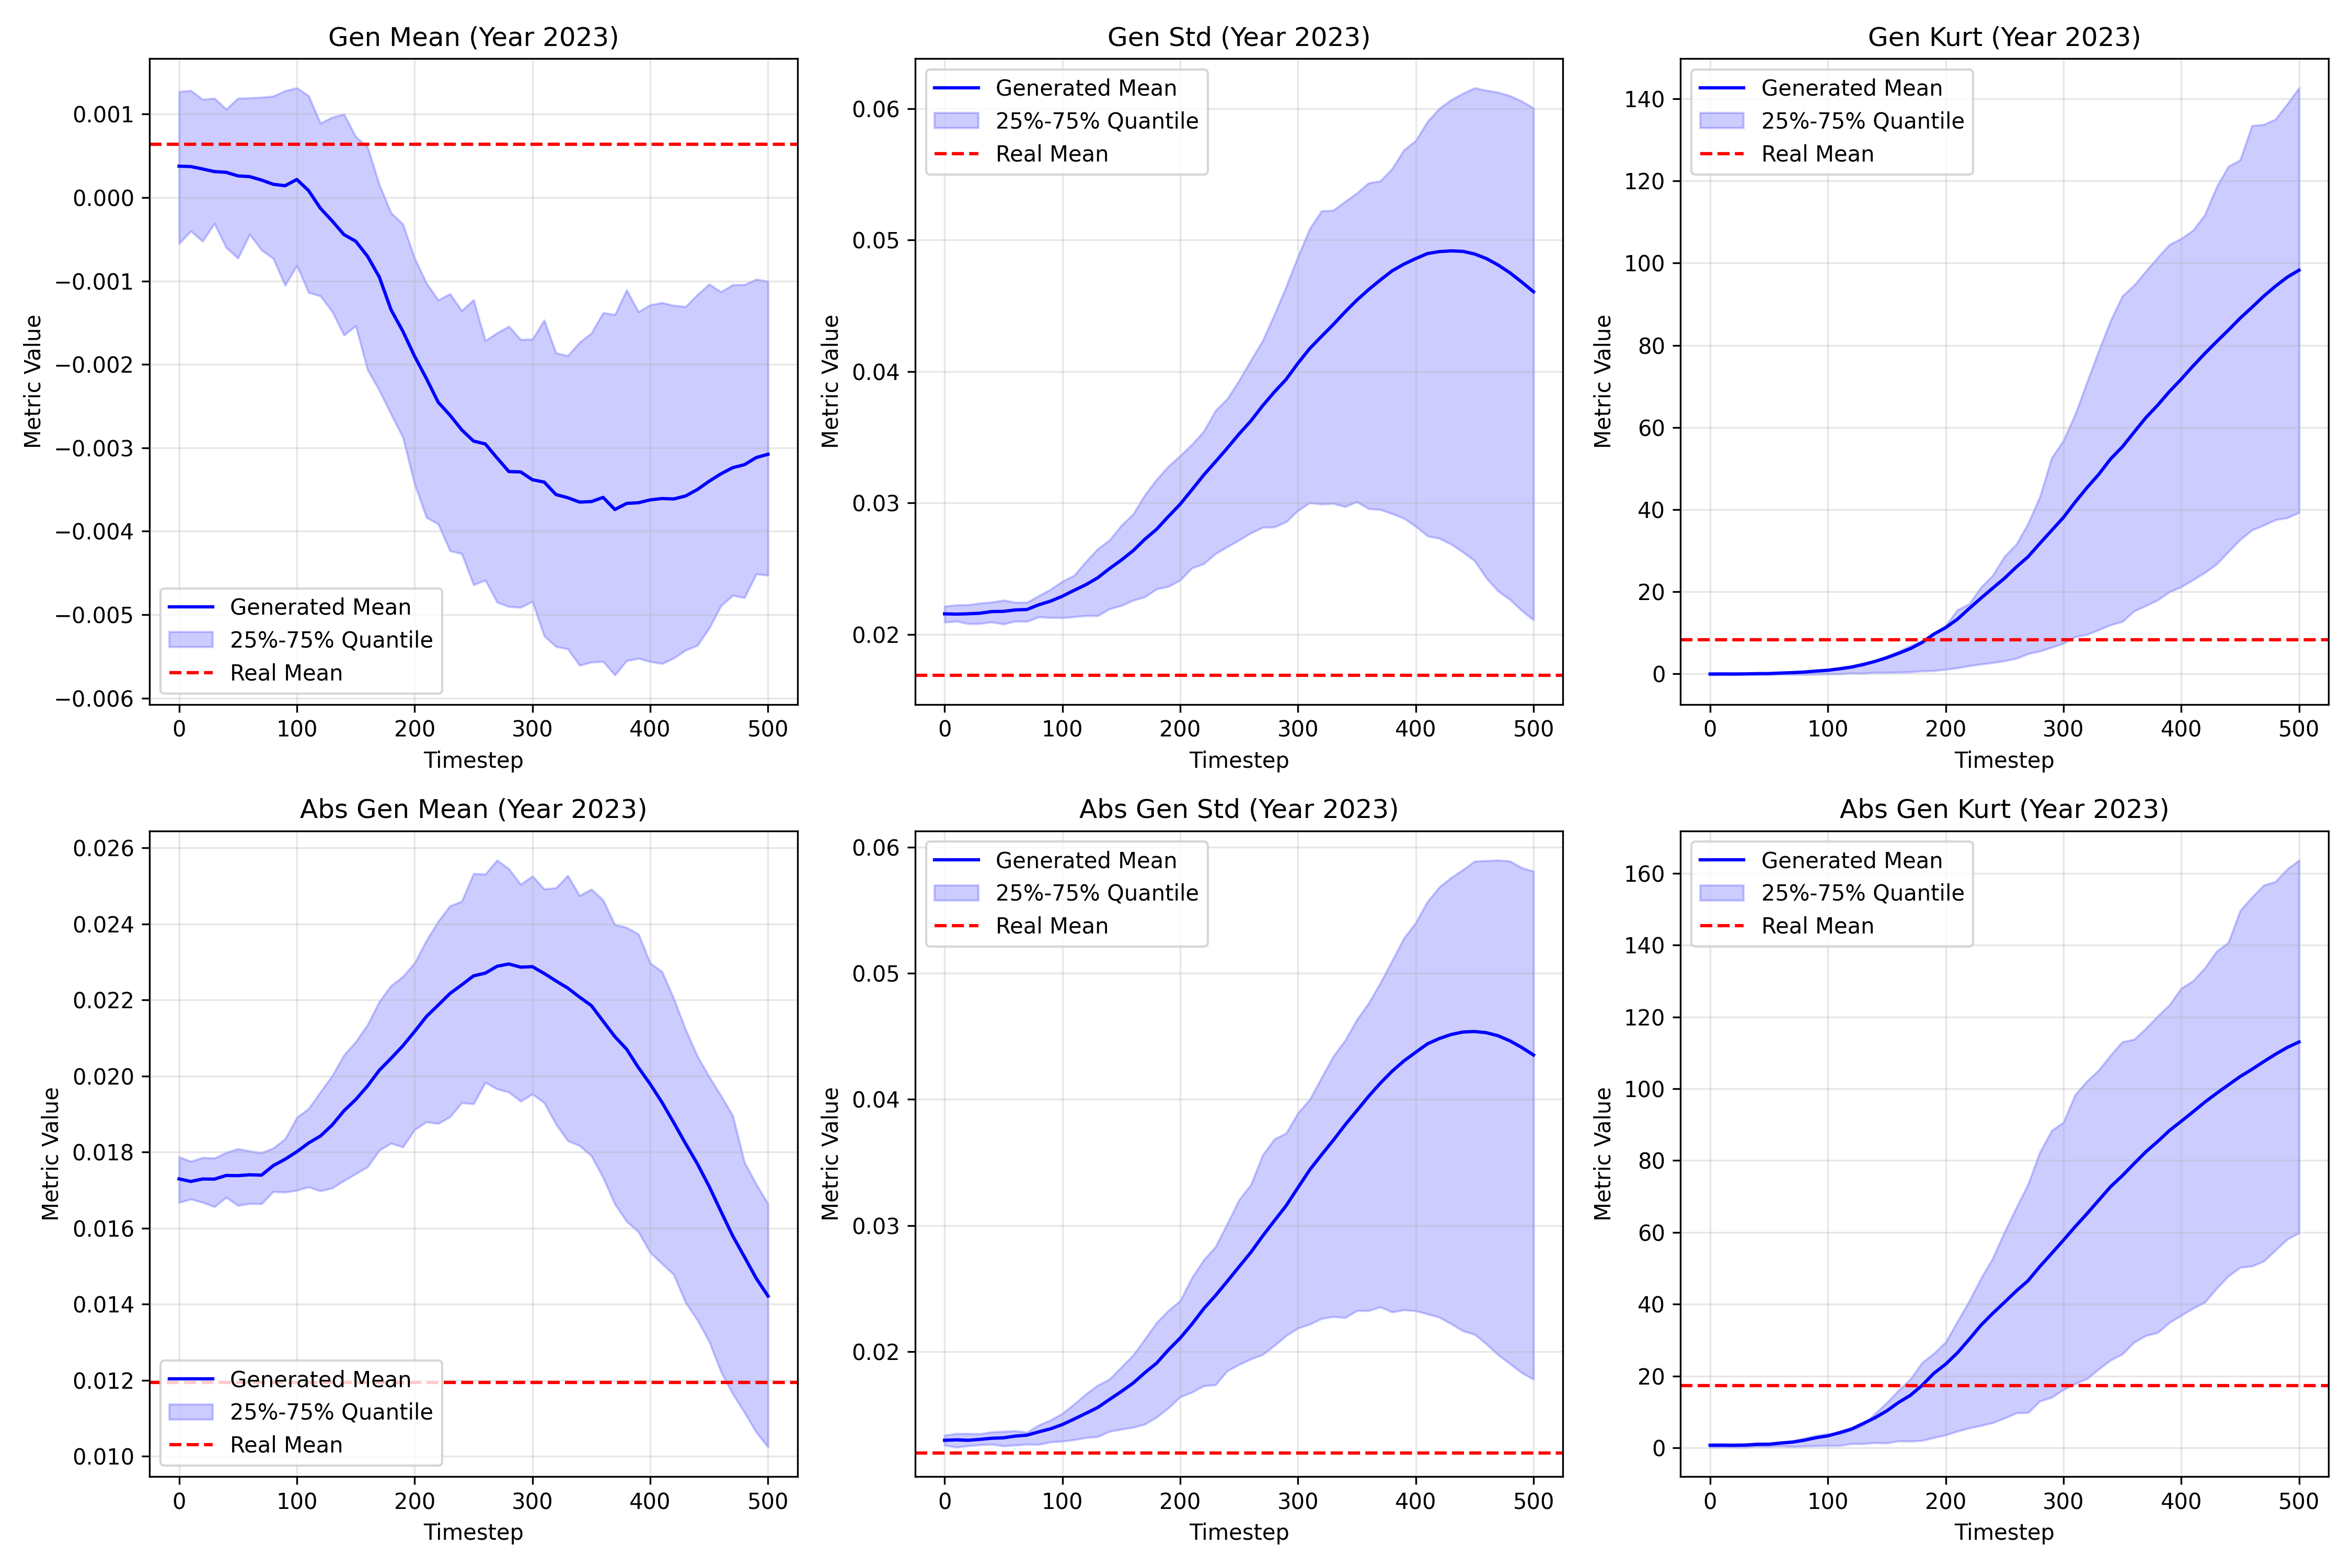 Gen Mean (Year 2023)
Metric Value
0.001
0.000
−0.001
−0.002
−0.003
−0.004
−0.005
−0.006
Generated Mean
25%-75% Quantile
Real Mean
0 100 200 300 400 500
Timestep
Gen Std (Year 2023)
Metric Value
0.06
0.05
0.04
0.03
0.02
Generated Mean
25%-75% Quantile
Real Mean
0 100 200 300 400 500
Timestep
Gen Kurt (Year 2023)
Metric Value
140
120
100
80
60
40
20
0
Generated Mean
25%-75% Quantile
Real Mean
0 100 200 300 400 500
Timestep
Abs Gen Mean (Year 2023)
Metric Value
0.026
0.024
0.022
0.020
0.018
0.016
0.014
0.012
0.010
Generated Mean
25%-75% Quantile
Real Mean
0 100 200 300 400 500
Timestep
Abs Gen Std (Year 2023)
Metric Value
0.06
0.05
0.04
0.03
0.02
Generated Mean
25%-75% Quantile
Real Mean
0 100 200 300 400 500
Timestep
Abs Gen Kurt (Year 2023)
Metric Value
160
140
120
100
80
60
40
20
0
Generated Mean
25%-75% Quantile
Real Mean
0 100 200 300 400 500
Timestep